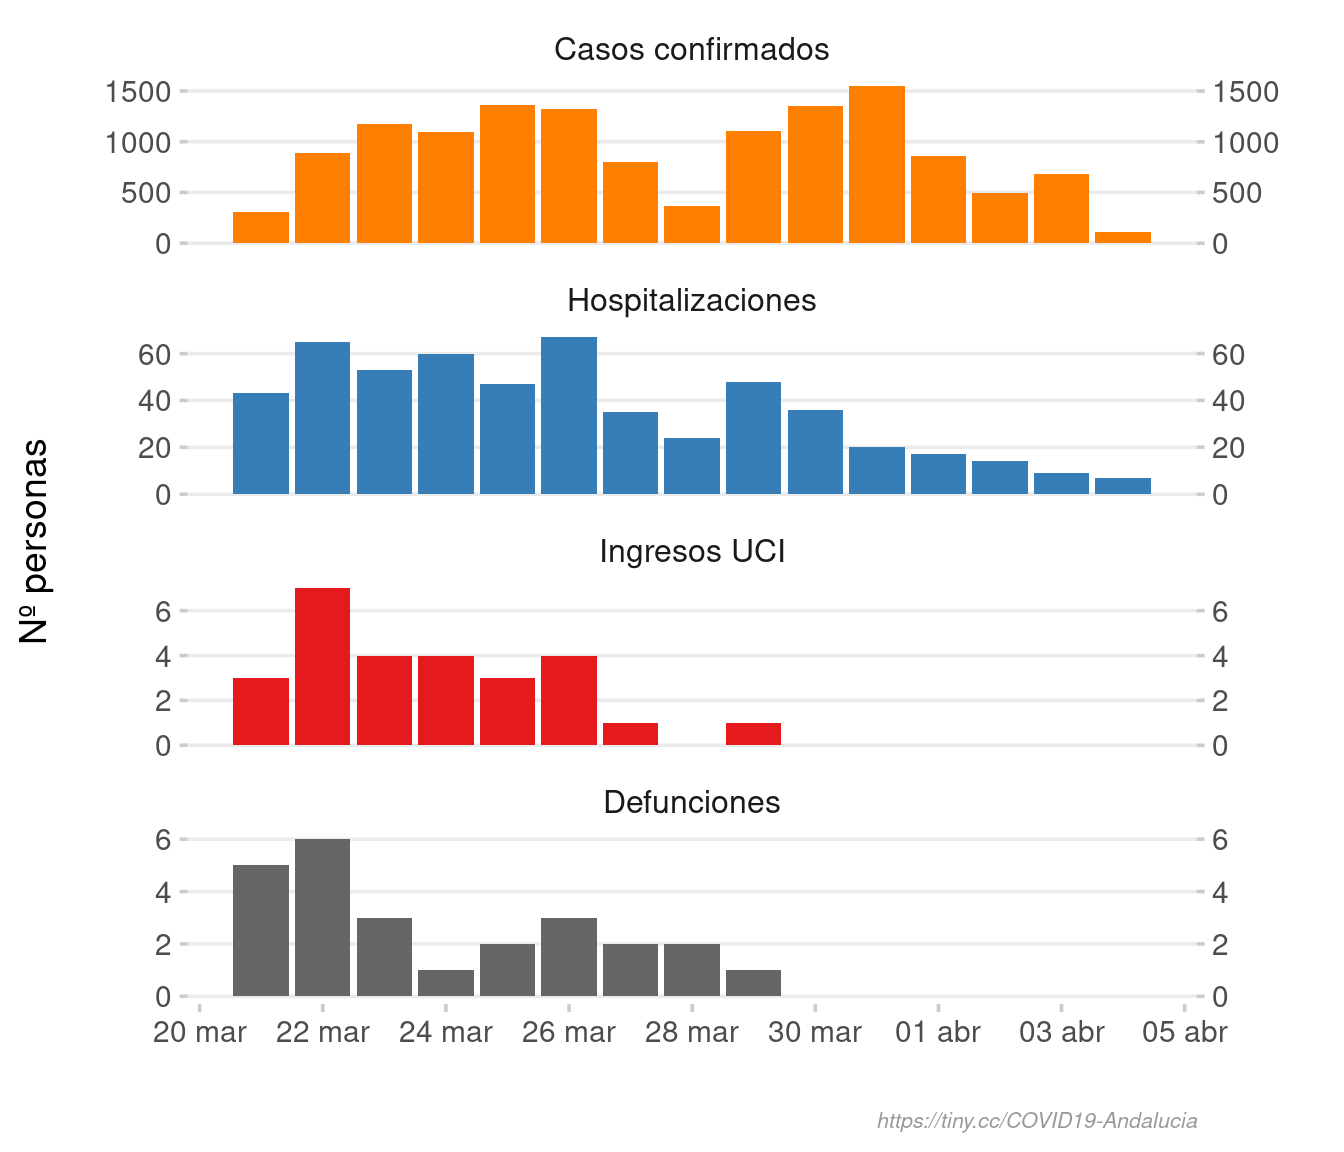 Casos confirmados
1500 1500
1000 1000
500 500
0 0
Hospitalizaciones
60 60
40 40
20 20
0 0
Nº personas
Ingresos UCI
6 6
4 4
2 2
0 0
Defunciones
6 6
4 4
2 2
0 0
20 mar 22 mar 24 mar 26 mar 28 mar 30 mar 01 abr 03 abr 05 abr
https://tiny.cc/COVID19-Andalucia